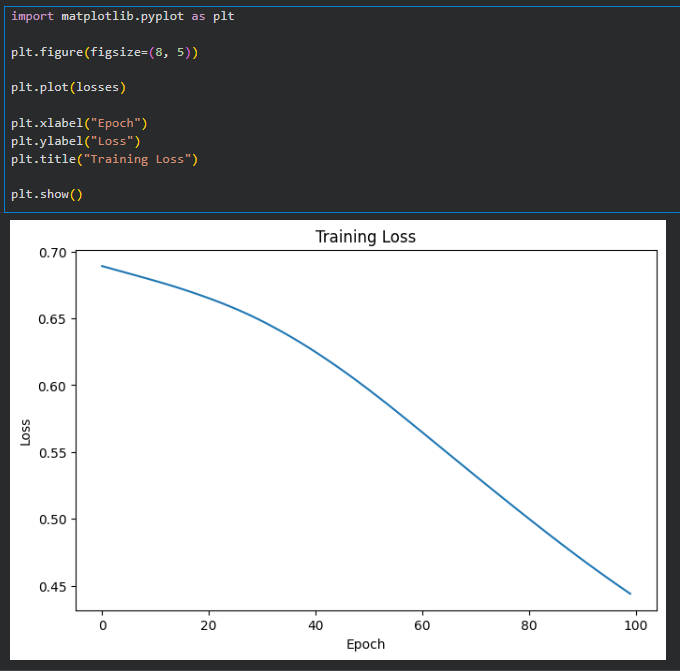 import matplotlib.pyplot as plt
plt.figure(figsize=(8, 5))
plt.plot(losses)
plt.xlabel("Epoch")
plt.ylabel("Loss")
plt.title("Training Loss")
plt.show()
Training Loss
0.70
0.65
0.60
0.55
0.50
0.45
Loss
0 20 40 60 80 100
Epoch